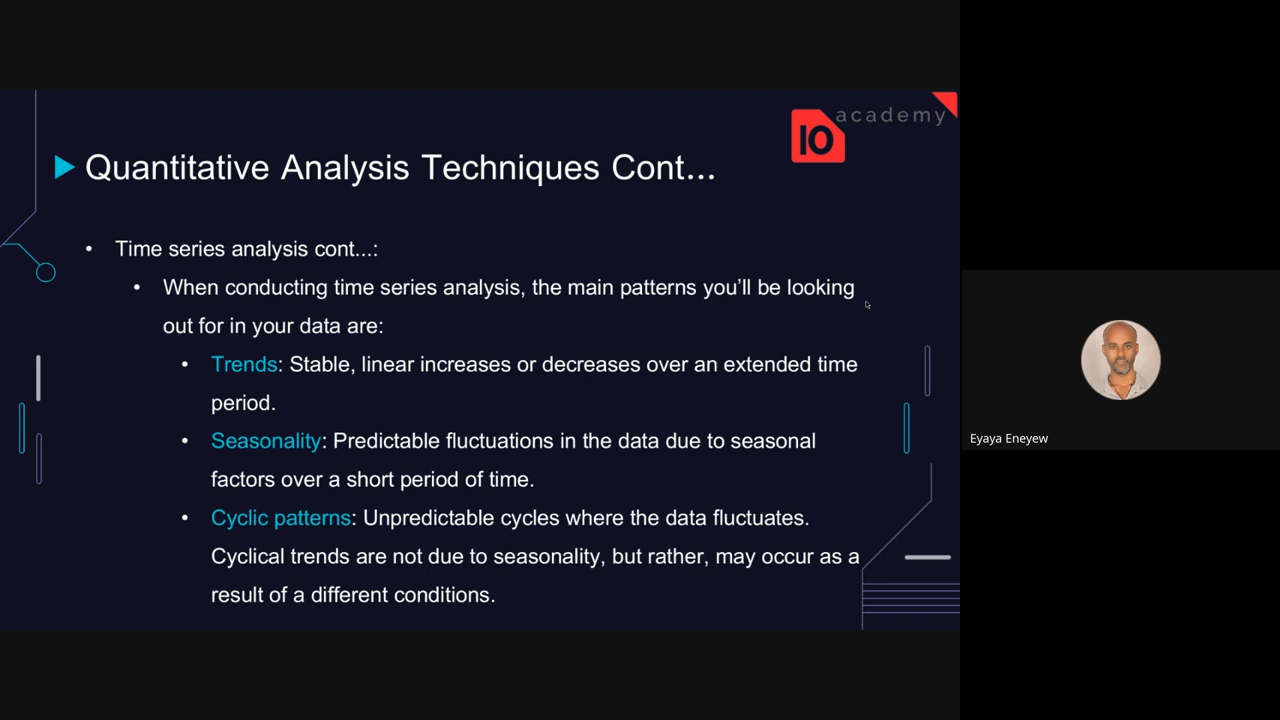 academy
IO
Quantitative Analysis Techniques Cont...
• Time series analysis cont...:
• When conducting time series analysis, the main patterns you'll be looking
out for in your data are:
• Trends: Stable, linear increases or decreases over an extended time
period.
• Seasonality: Predictable fluctuations in the data due to seasonal
factors over a short period of time.
• Cyclic patterns: Unpredictable cycles where the data fluctuates.
Cyclical trends are not due to seasonality, but rather, may occur as a
result of a different conditions.
Eyaya Eneyew